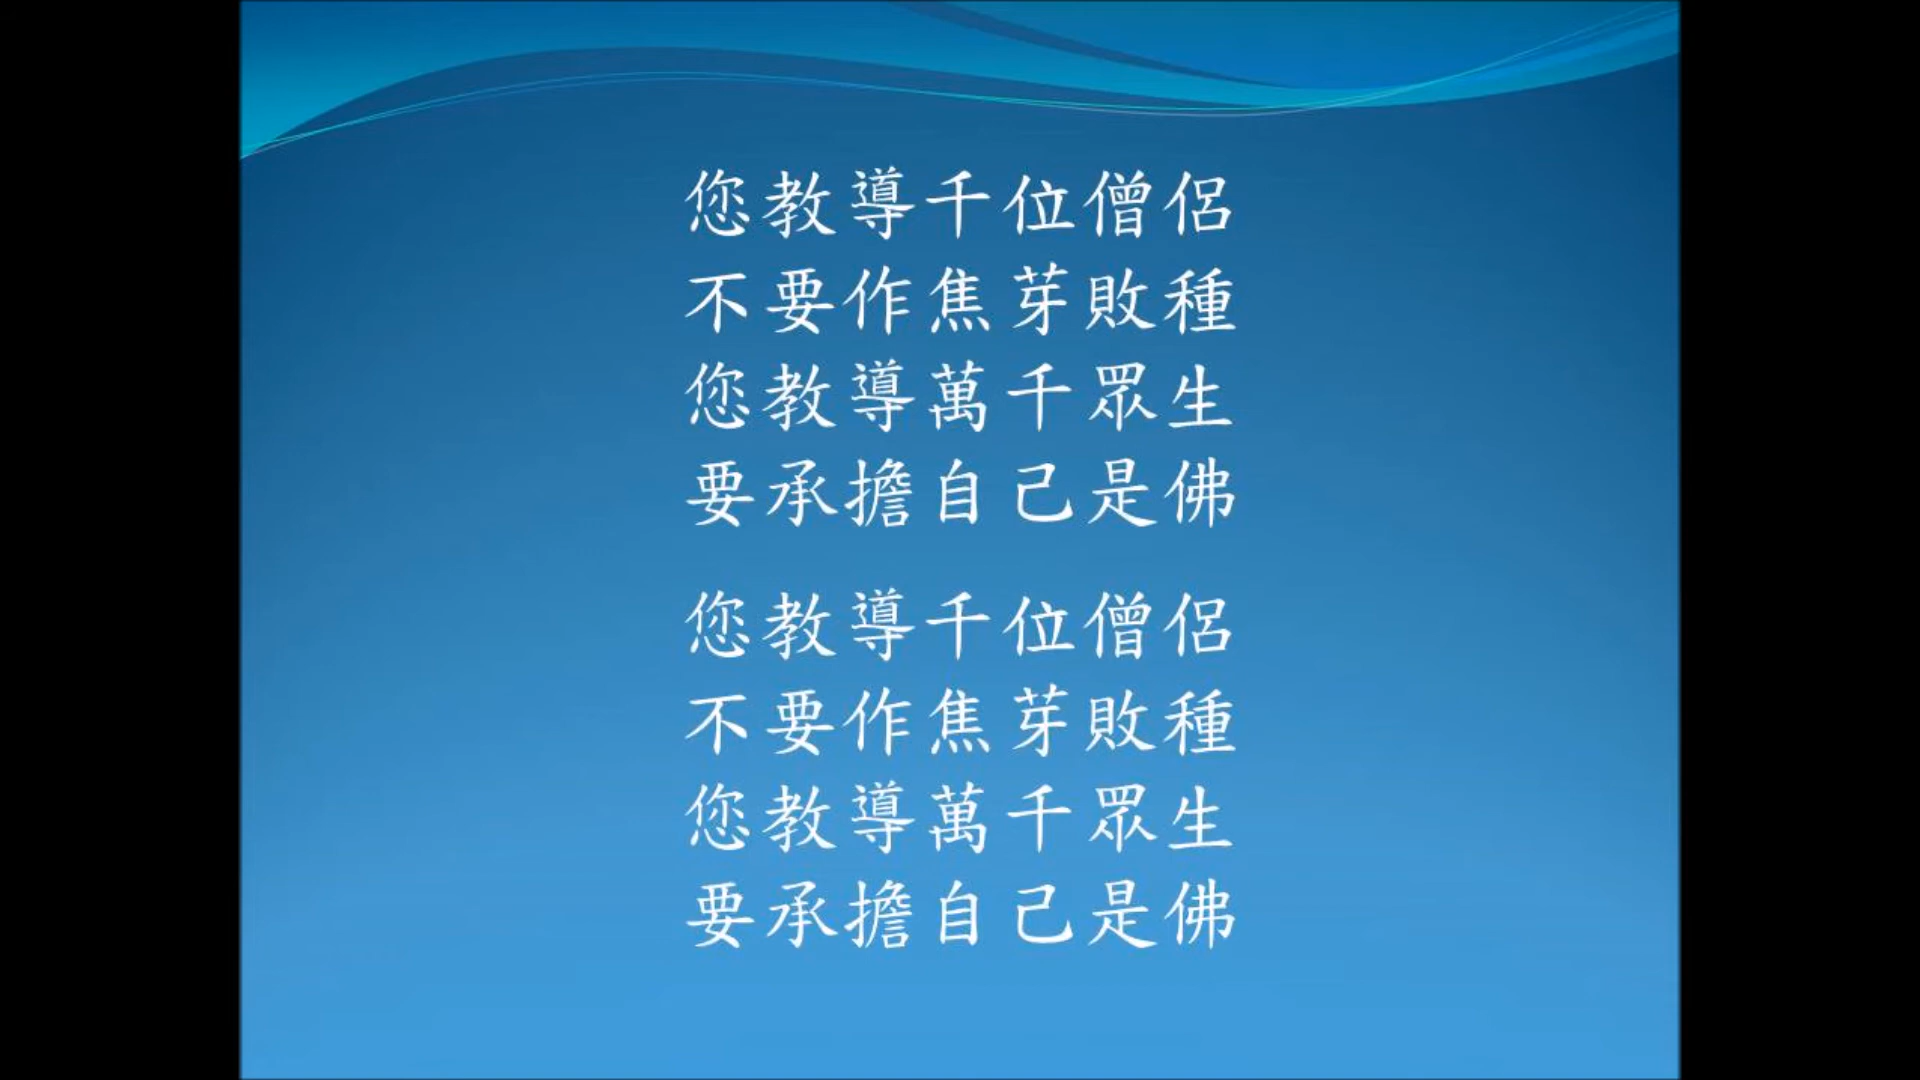 您教導千位僧侶
不要作焦芽敗種
您教導萬千眾生
要承擔自己是佛
您教導千位僧侶
不要作焦芽敗種
您教導萬千眾生
要承擔自己是佛